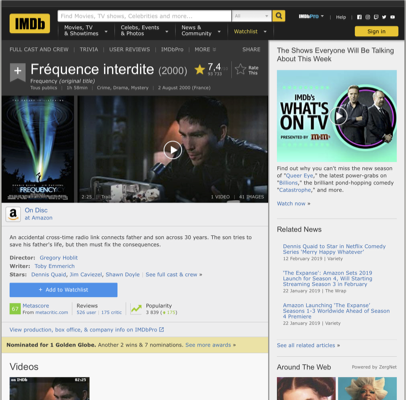 IMDb
Find Movies, TV shows, Celebrities and more...
All
IMDbPro
Help
Movies, TV
& Showtimes
Celebs, Events
& Photos
News &
Community
Watchlist
Sign in
FULL CAST AND CREW | TRIVIA | USER REVIEWS | IMDbPro | MORE
SHARE
Fréquence interdite (2000)
Frequency (original title)
Tous publics | 1h 58min | Crime, Drama, Mystery | 2 August 2000 (France)
7,4
Rate
This
FREQUENCY
2:25
1 VIDEO
81 IMAGES
On Disc
at Amazon
An accidental cross-time radio link connects father and son across 30 years. The son tries
to save his father's life, but then must fix the consequences.
Director: Gregory Hoblit
Writer: Toby Emmerich
Stars: Dennis Quaid, Jim Caviezel, Shawn Doyle | See full cast & crew »
+ Add to Watchlist
Metascore
From metacritic.com
Reviews
526 user | 175 critic
Popularity
View production, box office, & company info on IMDbPro
Nominated for 1 Golden Globe. Another 2 wins & 7 nominations. See more awards »
Videos
The Shows Everyone Will Be Talking
About This Week
IMDb's
WHAT'S
ON TV
PRESENTED BY
Find out why you can't miss the new season
of "Queer Eye," the latest power-grabs on
"Billions," the brilliant pond-hopping comedy
"Catastrophe," and more.
Watch now »
Related News
Dennis Quaid to Star in Netflix Comedy
Series 'Merry Happy Whatever'
12 February 2019 | Variety
'The Expanse': Amazon Sets 2019
Launch for Season 4, Will Starting
Streaming Season 3 in February
22 January 2019 | The Wrap
Amazon Launching 'The Expanse'
Seasons 1-3 Worldwide Ahead of Season
4 Premiere
22 January 2019 | Variety
See all related articles »
Around The Web
Powered by ZergNet